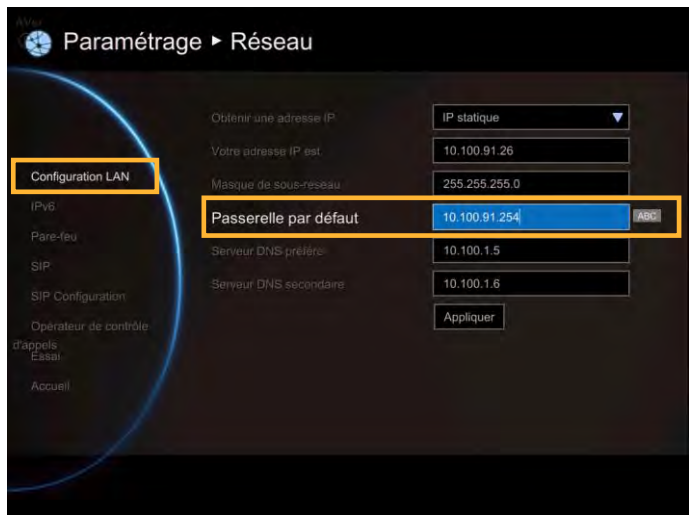 AVer
Paramétrage ► Réseau
Obtenir une adresse IP
IP statique
Votre adresse IP est
10.100.91.26
Configuration LAN
Masque de sous-reseau
255.255.255.0
IPv6
Passerelle par défaut
10.100.91.254
ABC
Pare-feu
Serveur DNS préféré
10.100.1.5
SIP
Serveur DNS secondaire
10.100.1.6
SIP Configuration
Appliquer
Opérateur de contrôle
d'appels
Essai
Accueil